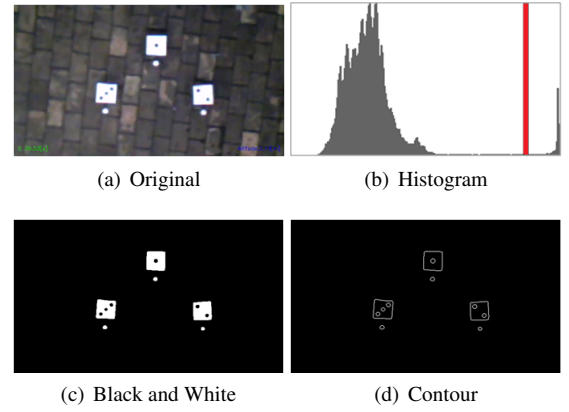 (a) Original
(b) Histogram
(c) Black and White
(d) Contour